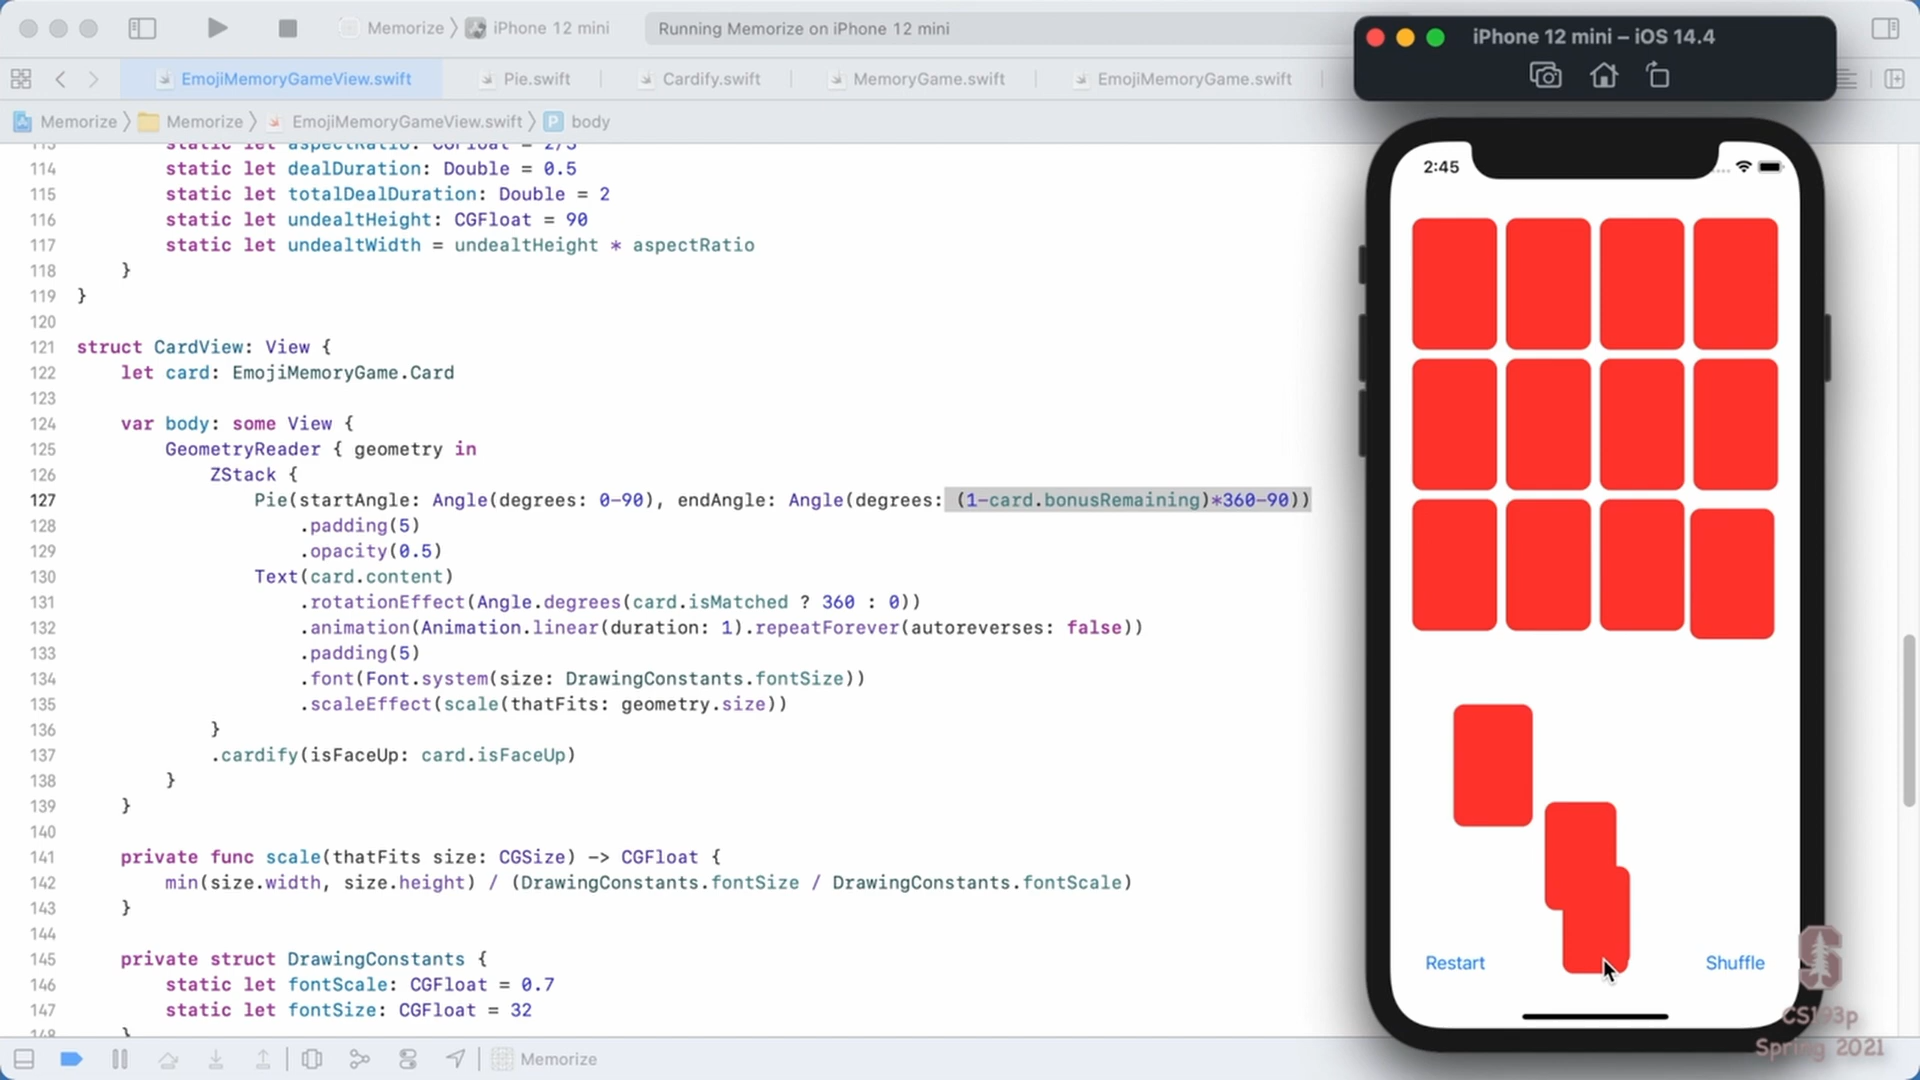 Memorize 〉 iPhone 12 mini
Running Memorize on iPhone 12 mini
iPhone 12 mini – iOS 14.4
EmojiMemoryGameView.swift
Pie.swift
Cardify.swift
MemoryGame.swift
EmojiMemoryGame.swift
Memorize 〉 Memorize 〉 EmojiMemoryGameView.swift 〉 P body
113 static let aspectRatio: CGFloat = 2/3
114 static let dealDuration: Double = 0.5
115 static let totalDealDuration: Double = 2
116 static let undealtHeight: CGFloat = 90
117 static let undealtWidth = undealtHeight * aspectRatio
118 }
119 }
120
121 struct CardView: View {
122 let card: EmojiMemoryGame.Card
123
124 var body: some View {
125 GeometryReader { geometry in
126 ZStack {
127 Pie(startAngle: Angle(degrees: 0-90), endAngle: Angle(degrees: (1-card.bonusRemaining)*360-90))
128 .padding(5)
129 .opacity(0.5)
130 Text(card.content)
131 .rotationEffect(Angle.degrees(card.isMatched ? 360 : 0))
132 .animation(Animation.linear(duration: 1).repeatForever(autoreverses: false))
133 .padding(5)
134 .font(Font.system(size: DrawingConstants.fontSize))
135 .scaleEffect(scale(thatFits: geometry.size))
136 }
137 .cardify(isFaceUp: card.isFaceUp)
138 }
139 }
140
141 private func scale(thatFits size: CGSize) -> CGFloat {
142 min(size.width, size.height) / (DrawingConstants.fontSize / DrawingConstants.fontScale)
143 }
144
145 private struct DrawingConstants {
146 static let fontScale: CGFloat = 0.7
147 static let fontSize: CGFloat = 32
148 }
Memorize
2:45
Restart
Shuffle
S
CS193p
Spring 2021